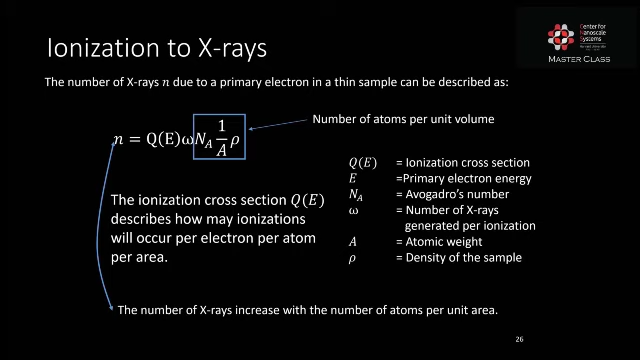 Ionization to X-rays
Center for
Nanoscale
Systems
Harvard University
MASTER CLASS
The number of X-rays n due to a primary electron in a thin sample can be described as:
Number of atoms per unit volume
n = Q(E)ωN_A 1/A ρ
Q(E) = Ionization cross section
E =Primary electron energy
N_A = Avogadro's number
ω = Number of X-rays
generated per ionization
A = Atomic weight
ρ = Density of the sample
The ionization cross section Q(E)
describes how may ionizations
will occur per electron per atom
per area.
The number of X-rays increase with the number of atoms per unit area.
26